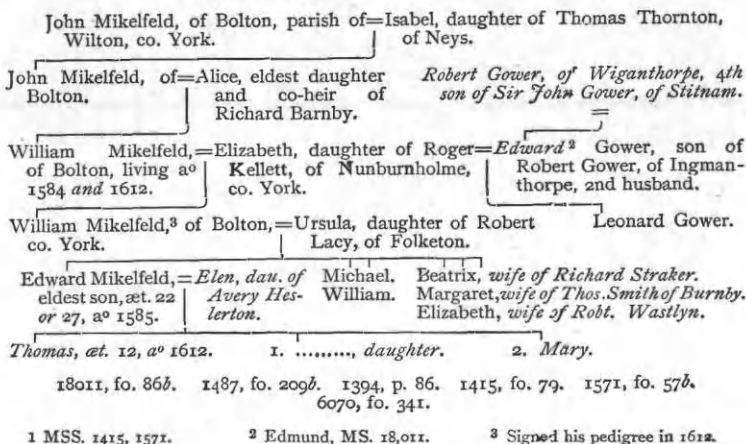 John Mikelfeld, of Bolton, parish of=Isabel, daughter of Thomas Thornton,
Wilton, co. York. of Neys.
John Mikelfeld, of=Alice, eldest daughter Robert Gower, of Wiganthorpe, 4th
Bolton. and co-heir of son of Sir John Gower, of Stitnam.
Richard Barnby. =
William Mikelfeld,=Elizabeth, daughter of Roger=Edward² Gower, son of
of Bolton, living aº Kellett, of Nunburnholme, Robert Gower, of Ingman-
1584 and 1612. co. York. thorpe, 2nd husband.
William Mikelfeld,³ of Bolton,=Ursula, daughter of Robert Leonard Gower.
co. York. Lacy, of Folketon.
Edward Mikelfeld,=Elen, dau. of Michael. Beatrix, wife of Richard Straker.
eldest son, æt. 22 Avery Hes- William. Margaret, wife of Thos. Smith of Burnby.
or 27, aº 1585. lerton. Elizabeth, wife of Robt. Wastlyn.
Thomas, æt. 12, aº 1612. 1. ........., daughter. 2. Mary.
18011, fo. 86b. 1487, fo. 209b. 1394, p. 86. 1415, fo. 79. 1571, fo. 57b.
6070, fo. 341.
1 MSS. 1415, 1571. 2 Edmund, MS. 18,011. 3 Signed his pedigree in 1612.